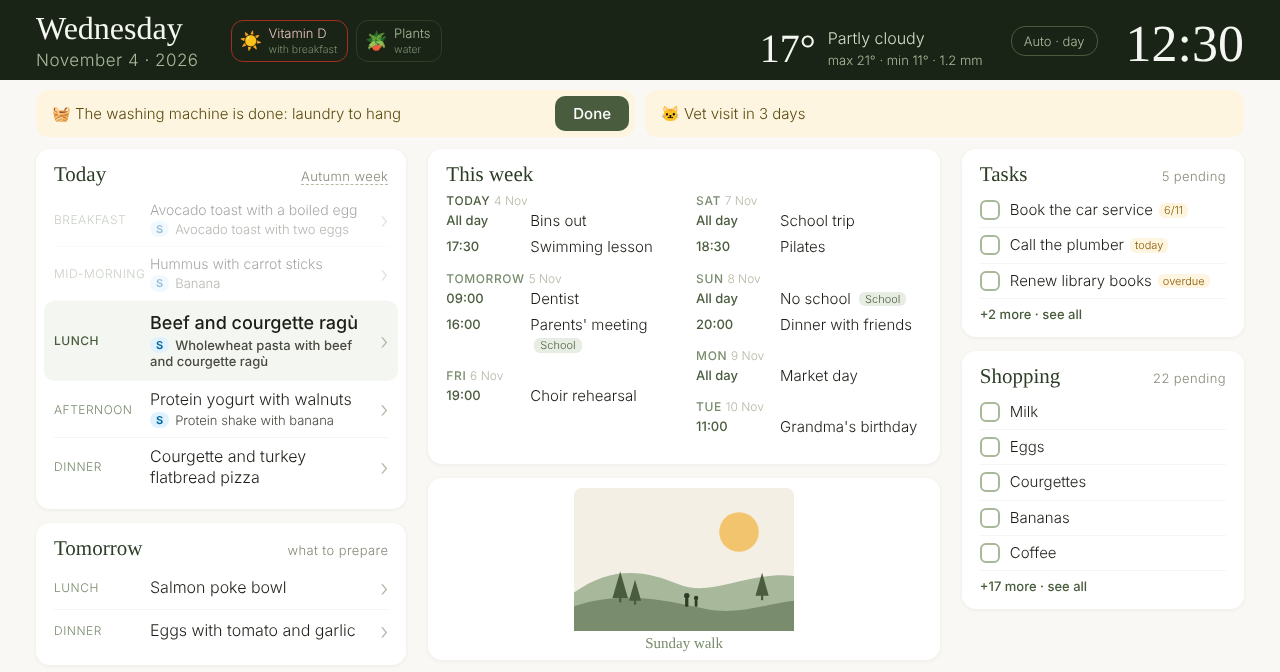 Wednesday
November 4 · 2026
Vitamin D
with breakfast
Plants
water
17°
Partly cloudy
max 21° · min 11° · 1.2 mm
Auto · day
12:30
The washing machine is done: laundry to hang
Done
Vet visit in 3 days
Today
Autumn week
BREAKFAST
Avocado toast with a boiled egg
S Avocado toast with two eggs
MID-MORNING
Hummus with carrot sticks
S Banana
LUNCH
Beef and courgette ragù
S Wholewheat pasta with beef
and courgette ragù
AFTERNOON
Protein yogurt with walnuts
S Protein shake with banana
DINNER
Courgette and turkey
flatbread pizza
Tomorrow
what to prepare
LUNCH
Salmon poke bowl
DINNER
Eggs with tomato and garlic
This week
TODAY 4 Nov
All day Bins out
17:30 Swimming lesson
TOMORROW 5 Nov
09:00 Dentist
16:00 Parents' meeting
School
FRI 6 Nov
19:00 Choir rehearsal
SAT 7 Nov
All day School trip
18:30 Pilates
SUN 8 Nov
All day No school School
20:00 Dinner with friends
MON 9 Nov
All day Market day
TUE 10 Nov
11:00 Grandma's birthday
Sunday walk
Tasks
5 pending
Book the car service 6/11
Call the plumber today
Renew library books overdue
+2 more · see all
Shopping
22 pending
Milk
Eggs
Courgettes
Bananas
Coffee
+17 more · see all